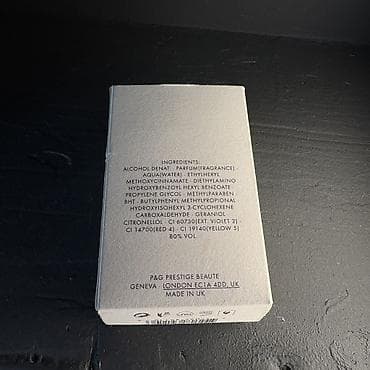 INGREDIENTS:
ALCOHOL DENAT · PARFUM(FRAGRANCE)
AQUA(WATER) · ETHYLHEXYL
METHOXYCINNAMATE · DIETHYLAMINO
HYDROXYBENZOYL HEXYL BENZOATE
PROPYLENE GLYCOL · METHYLPARABEN
BHT · BUTYLPHENYL METHYLPROPIONAL
HYDROXYISOHEXYL 3-CYCLOHEXENE
CARBOXALDEHYDE · GERANIOL
CITRONELLOL · CI 60730(EXT. VIOLET 2) ·
CI 14700(RED 4) · CI 19140(YELLOW 5)
80% VOL
P&G PRESTIGE BEAUTE
GENEVA · LONDON EC1A 4DD, UK
MADE IN UK